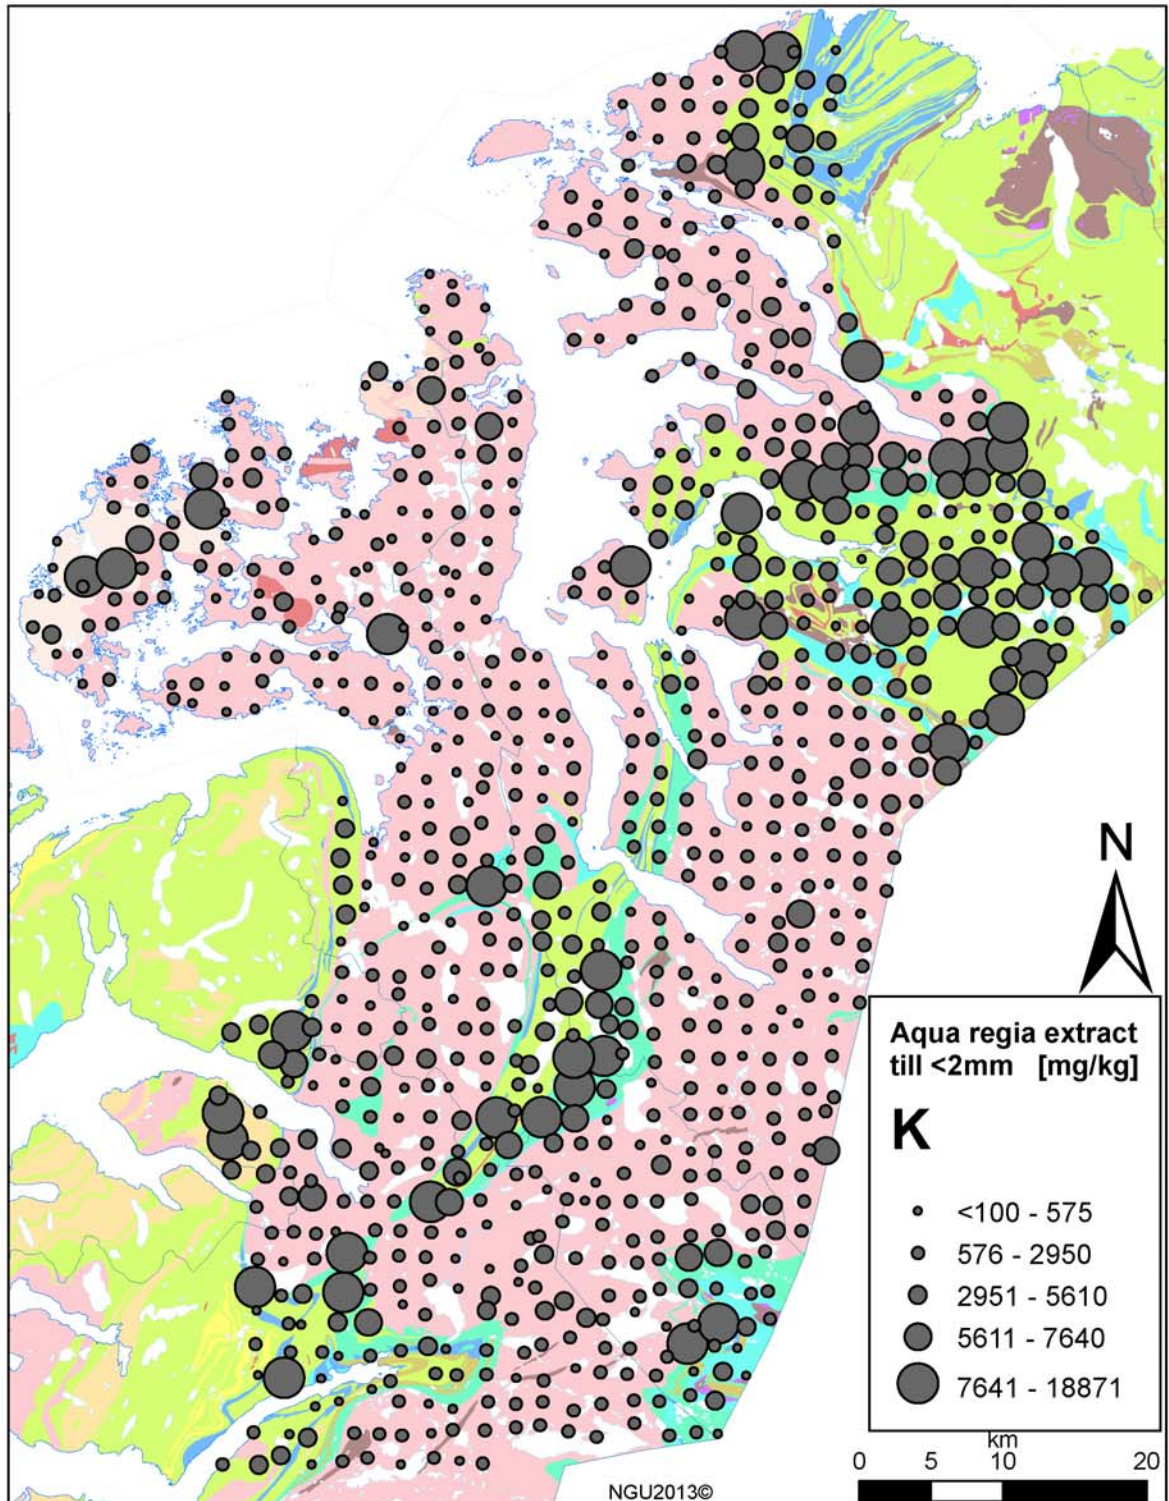 N
Aqua regia extract
till <2mm [mg/kg]
K
<100 - 575
576 - 2950
2951 - 5610
5611 - 7640
7641 - 18871
km
0 5 10 20
NGU2013©